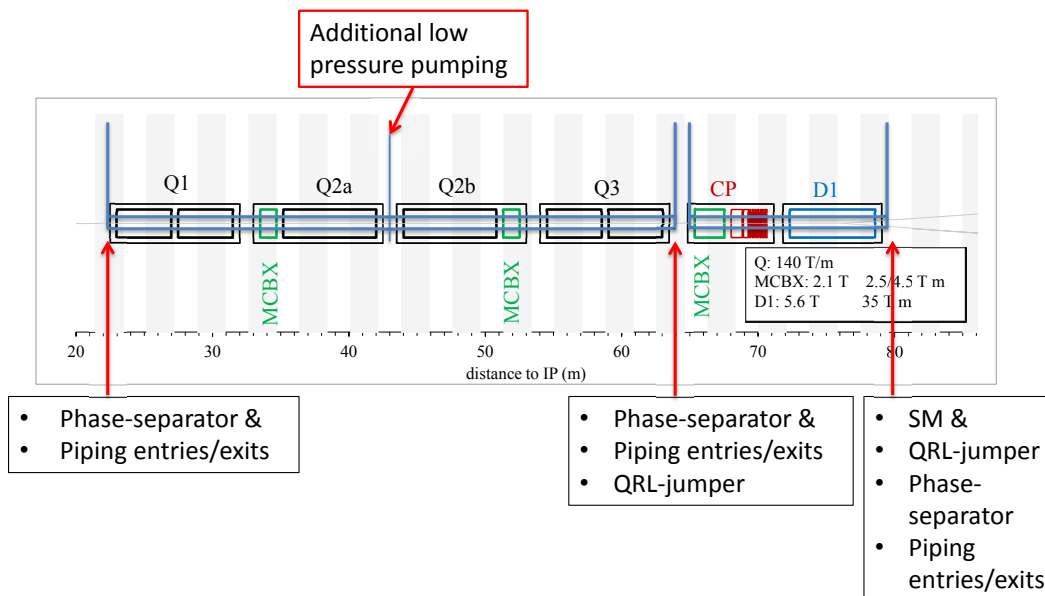 Additional low
pressure pumping
Q1
Q2a
Q2b
Q3
CP
D1
MCBX
MCBX
MCBX
Q: 140 T/m
MCBX: 2.1 T 2.5/4.5 T m
D1: 5.6 T 35 T m
20 30 40 50 60 70 80
distance to IP (m)
• Phase-separator &
• Piping entries/exits
• Phase-separator &
• Piping entries/exits
• QRL-jumper
• SM &
• QRL-jumper
• Phase-
separator
• Piping
entries/exits